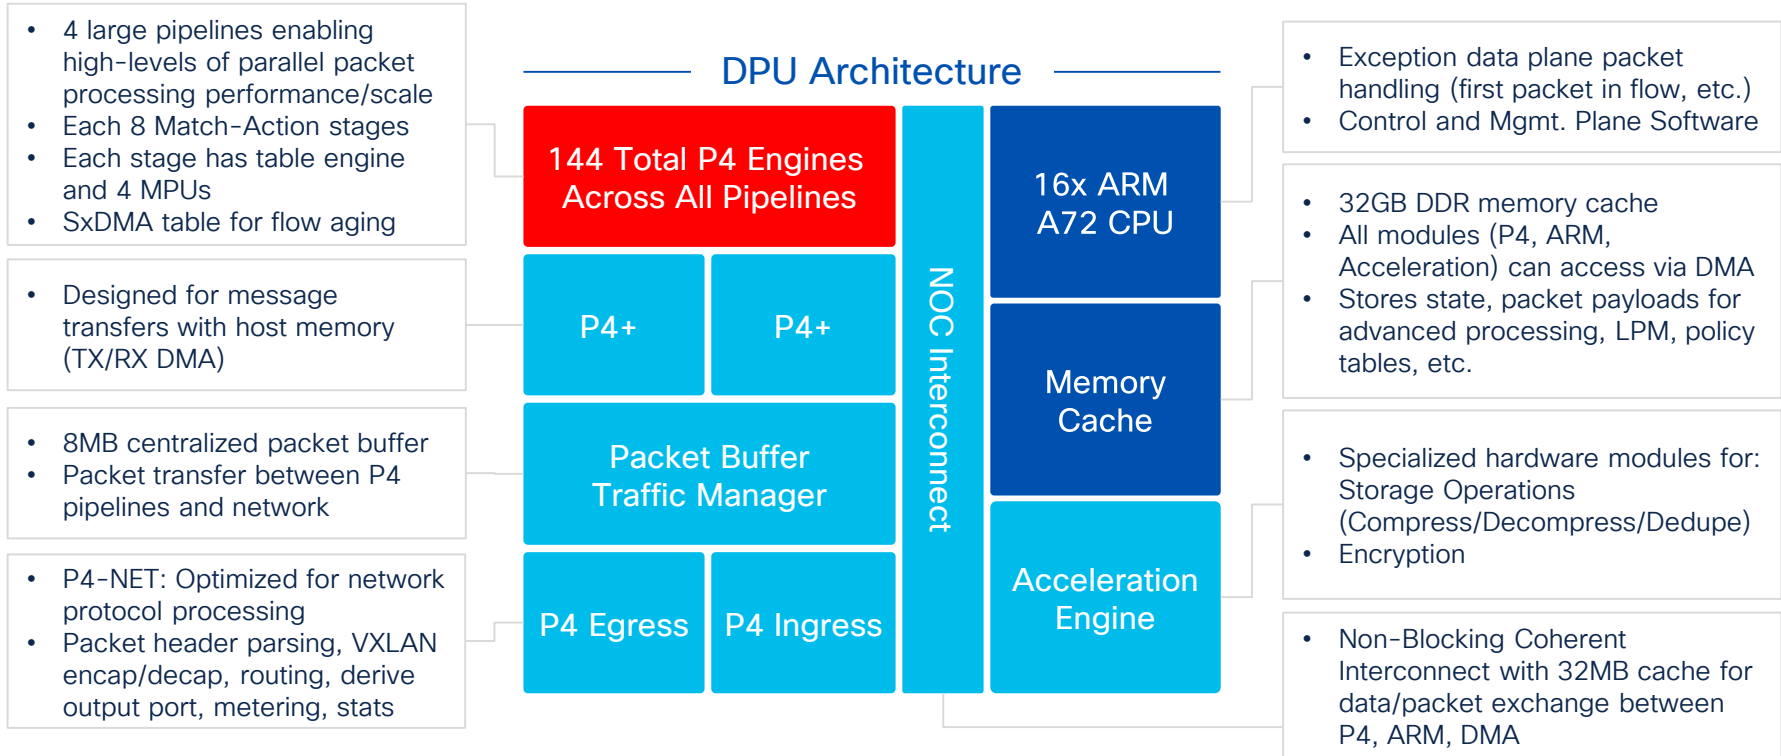 • 4 large pipelines enabling
high-levels of parallel packet
processing performance/scale
• Each 8 Match-Action stages
• Each stage has table engine
and 4 MPUs
• SxDMA table for flow aging
• Designed for message
transfers with host memory
(TX/RX DMA)
• 8MB centralized packet buffer
• Packet transfer between P4
pipelines and network
• P4-NET: Optimized for network
protocol processing
• Packet header parsing, VXLAN
encap/decap, routing, derive
output port, metering, stats
DPU Architecture
144 Total P4 Engines
Across All Pipelines
P4+
P4+
Packet Buffer
Traffic Manager
P4 Egress
P4 Ingress
NOC Interconnect
16x ARM
A72 CPU
Memory
Cache
Acceleration
Engine
• Exception data plane packet
handling (first packet in flow, etc.)
• Control and Mgmt. Plane Software
• 32GB DDR memory cache
• All modules (P4, ARM,
Acceleration) can access via DMA
• Stores state, packet payloads for
advanced processing, LPM, policy
tables, etc.
• Specialized hardware modules for:
Storage Operations
(Compress/Decompress/Dedupe)
• Encryption
• Non-Blocking Coherent
Interconnect with 32MB cache for
data/packet exchange between
P4, ARM, DMA